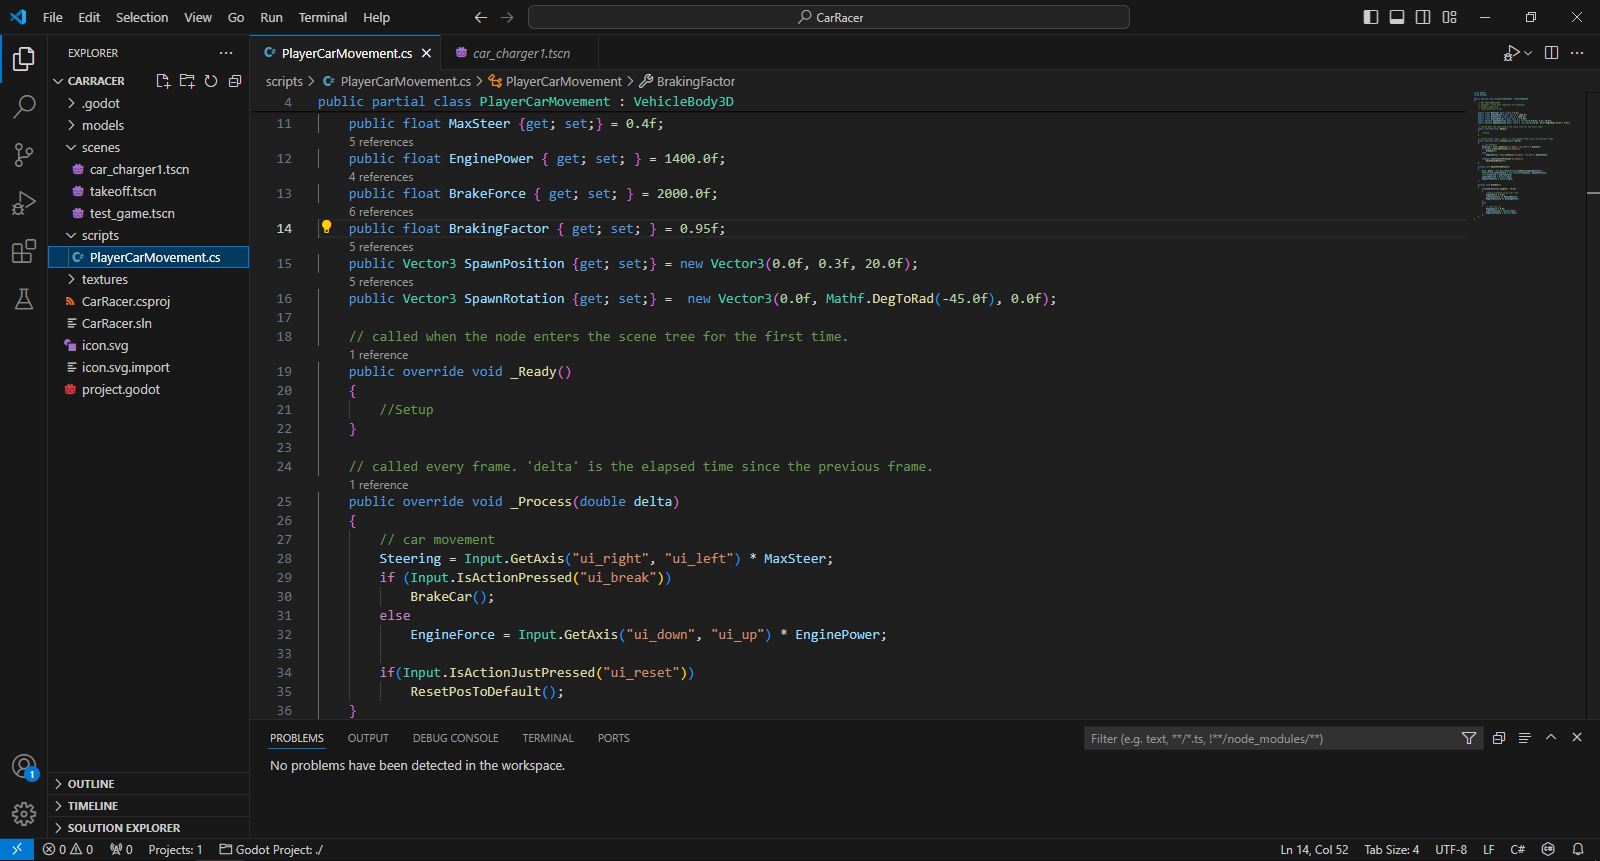 File Edit Selection View Go Run Terminal Help
CarRacer
EXPLORER
CARRACER
.godot
models
scenes
car_charger1.tscn
takeoff.tscn
test_game.tscn
scripts
C# PlayerCarMovement.cs
textures
CarRacer.csproj
CarRacer.sln
icon.svg
icon.svg.import
project.godot
OUTLINE
TIMELINE
SOLUTION EXPLORER
1
C# PlayerCarMovement.cs car_charger1.tscn
scripts > C# PlayerCarMovement.cs > PlayerCarMovement > BrakingFactor
4 public partial class PlayerCarMovement : VehicleBody3D
11 public float MaxSteer {get; set;} = 0.4f;
5 references
12 public float EnginePower { get; set; } = 1400.0f;
4 references
13 public float BrakeForce { get; set; } = 2000.0f;
6 references
14 public float BrakingFactor { get; set; } = 0.95f;
5 references
15 public Vector3 SpawnPosition {get; set;} = new Vector3(0.0f, 0.3f, 20.0f);
5 references
16 public Vector3 SpawnRotation {get; set;} =  new Vector3(0.0f, Mathf.DegToRad(-45.0f), 0.0f);
17
18 // called when the node enters the scene tree for the first time.
1 reference
19 public override void _Ready()
20 {
21 //Setup
22 }
23
24 // called every frame. 'delta' is the elapsed time since the previous frame.
1 reference
25 public override void _Process(double delta)
26 {
27 // car movement
28 Steering = Input.GetAxis("ui_right", "ui_left") * MaxSteer;
29 if (Input.IsActionPressed("ui_break"))
30 BrakeCar();
31 else
32 EngineForce = Input.GetAxis("ui_down", "ui_up") * EnginePower;
33
34 if(Input.IsActionJustPressed("ui_reset"))
35 ResetPosToDefault();
36 }
PROBLEMS OUTPUT DEBUG CONSOLE TERMINAL PORTS
Filter (e.g. text, **/*.ts, !**/node_modules/**)
No problems have been detected in the workspace.
0 0 0 Projects: 1 Godot Project: ./ Ln 14, Col 52 Tab Size: 4 UTF-8 LF C#